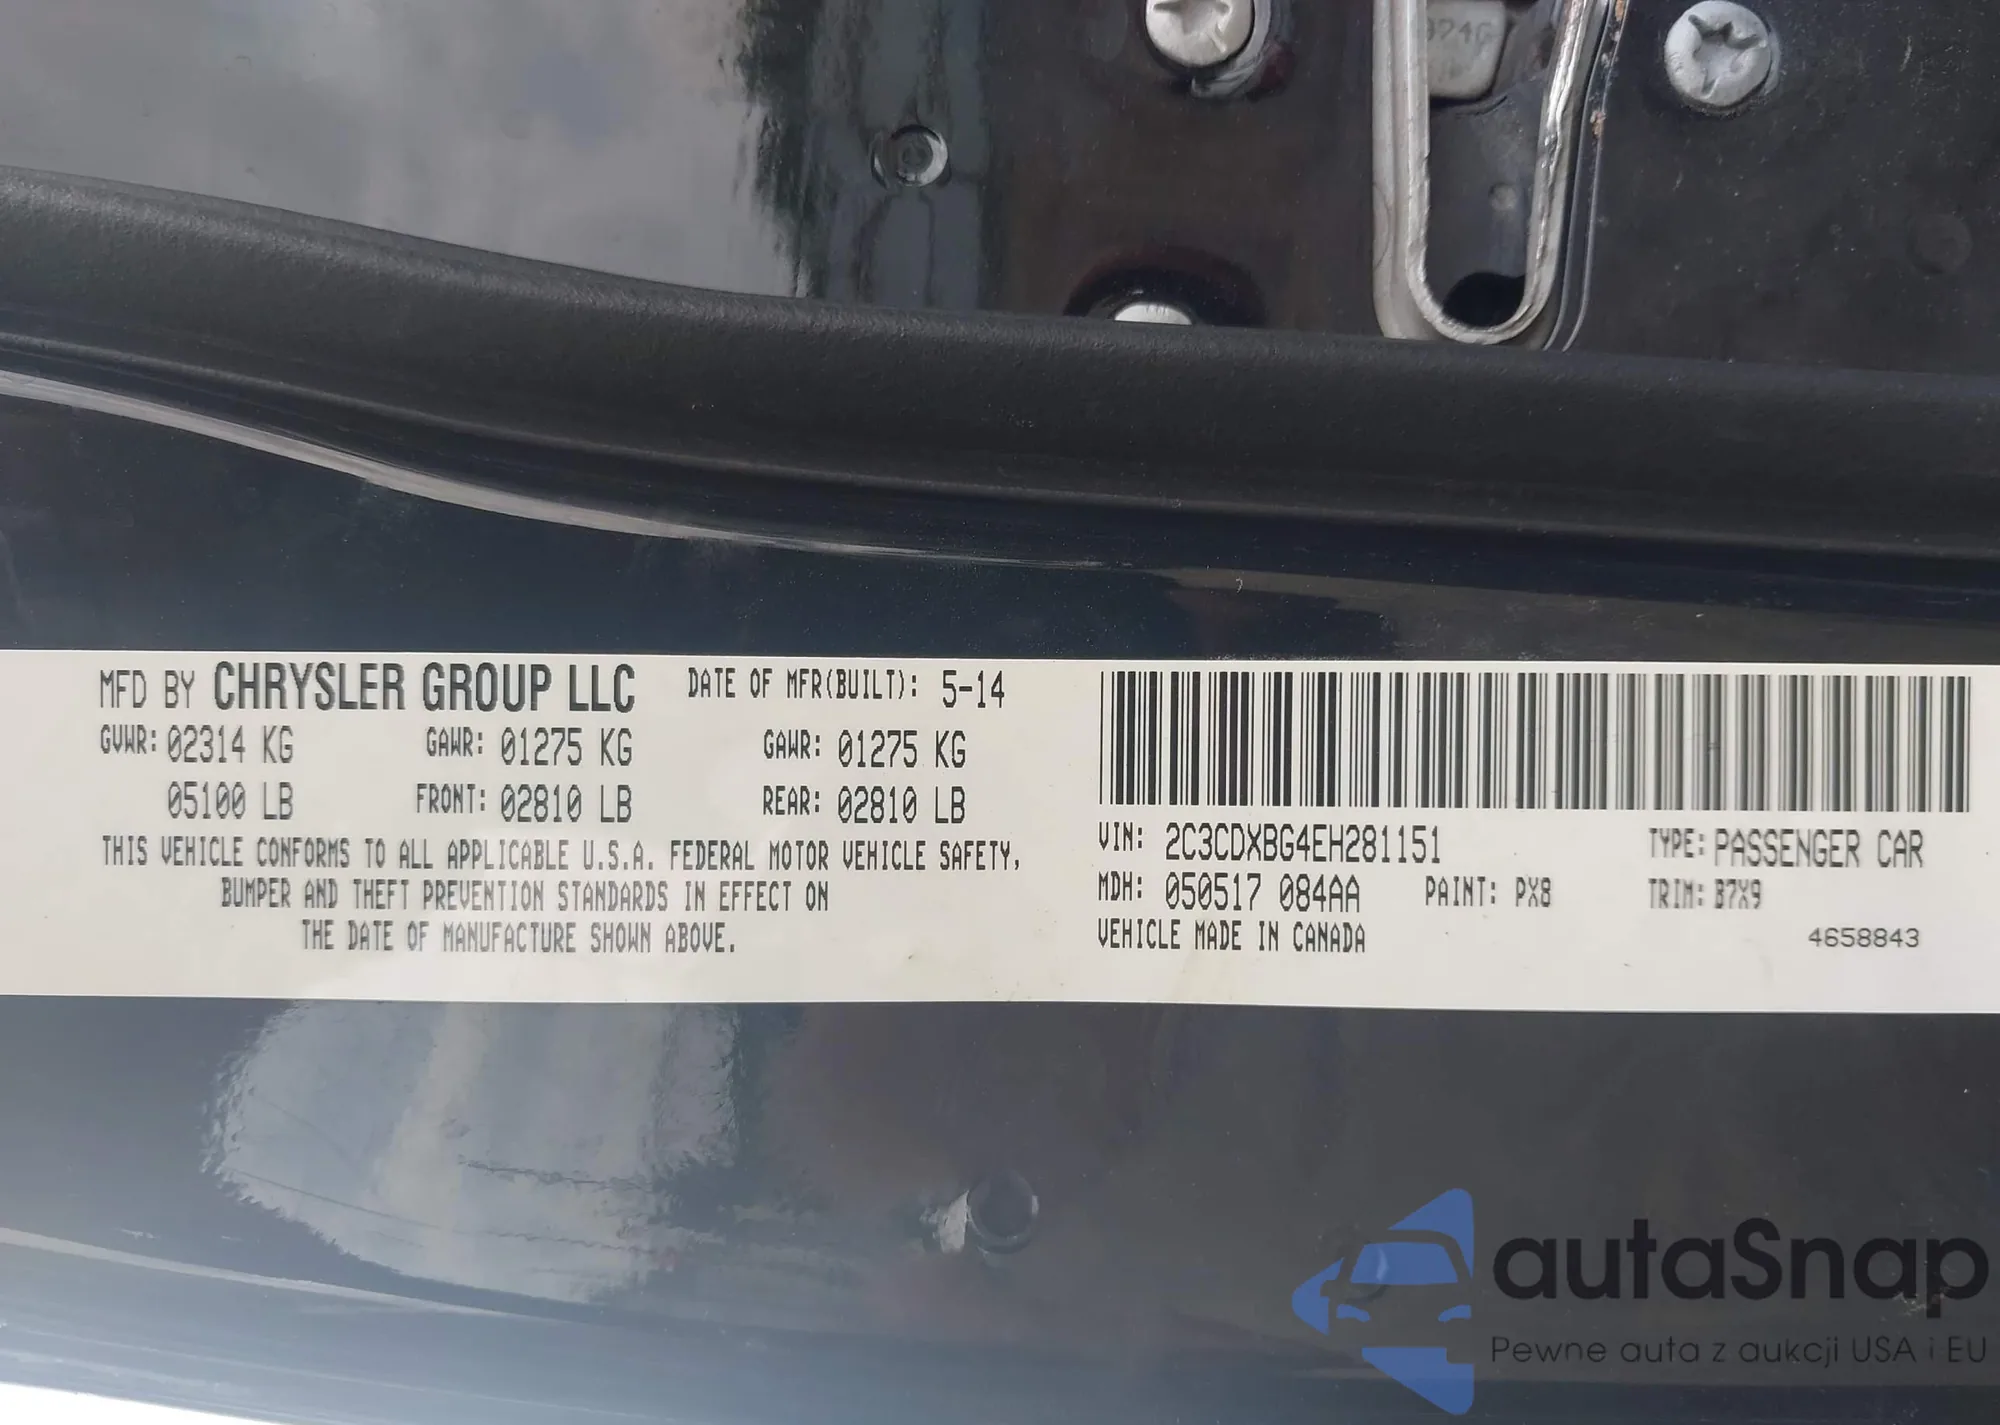 MFD BY CHRYSLER GROUP LLC DATE OF MFR(BUILT): 5-14
GVWR: 02314 KG GAWR: 01275 KG GAWR: 01275 KG
05100 LB FRONT: 02810 LB REAR: 02810 LB
THIS VEHICLE CONFORMS TO ALL APPLICABLE U.S.A. FEDERAL MOTOR VEHICLE SAFETY,
BUMPER AND THEFT PREVENTION STANDARDS IN EFFECT ON
THE DATE OF MANUFACTURE SHOWN ABOVE.
VIN: 2C3CDXBG4EH281151 TYPE: PASSENGER CAR
MDH: 050517 084AA PAINT: PX8 TRIM: B7X9
VEHICLE MADE IN CANADA 4658843
autaSnap
Pewne auta z aukcji USA i EU